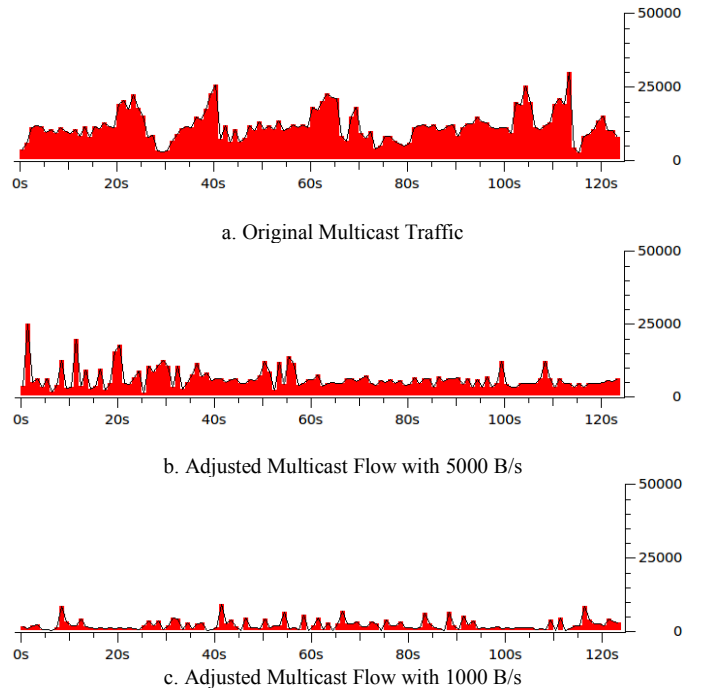 50000
25000
0
0s 20s 40s 60s 80s 100s 120s
a. Original Multicast Traffic
50000
25000
0
0s 20s 40s 60s 80s 100s 120s
b. Adjusted Multicast Flow with 5000 B/s
50000
25000
0
0s 20s 40s 60s 80s 100s 120s
c. Adjusted Multicast Flow with 1000 B/s